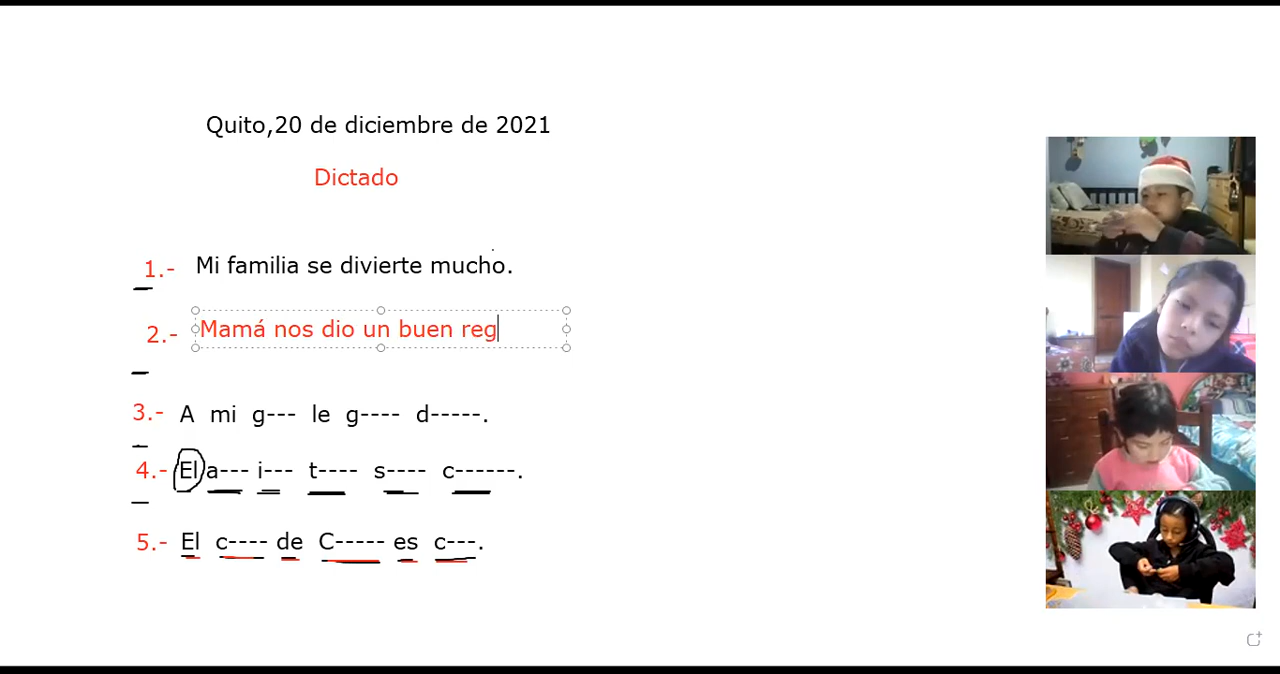 Quito,20 de diciembre de 2021
Dictado
1.- Mi familia se divierte mucho.
2.- Mamá nos dio un buen reg
3.- A mi g--- le g---- d-----.
4.- El a--- i--- t---- s---- c------.
5.- El c---- de C----- es c---.